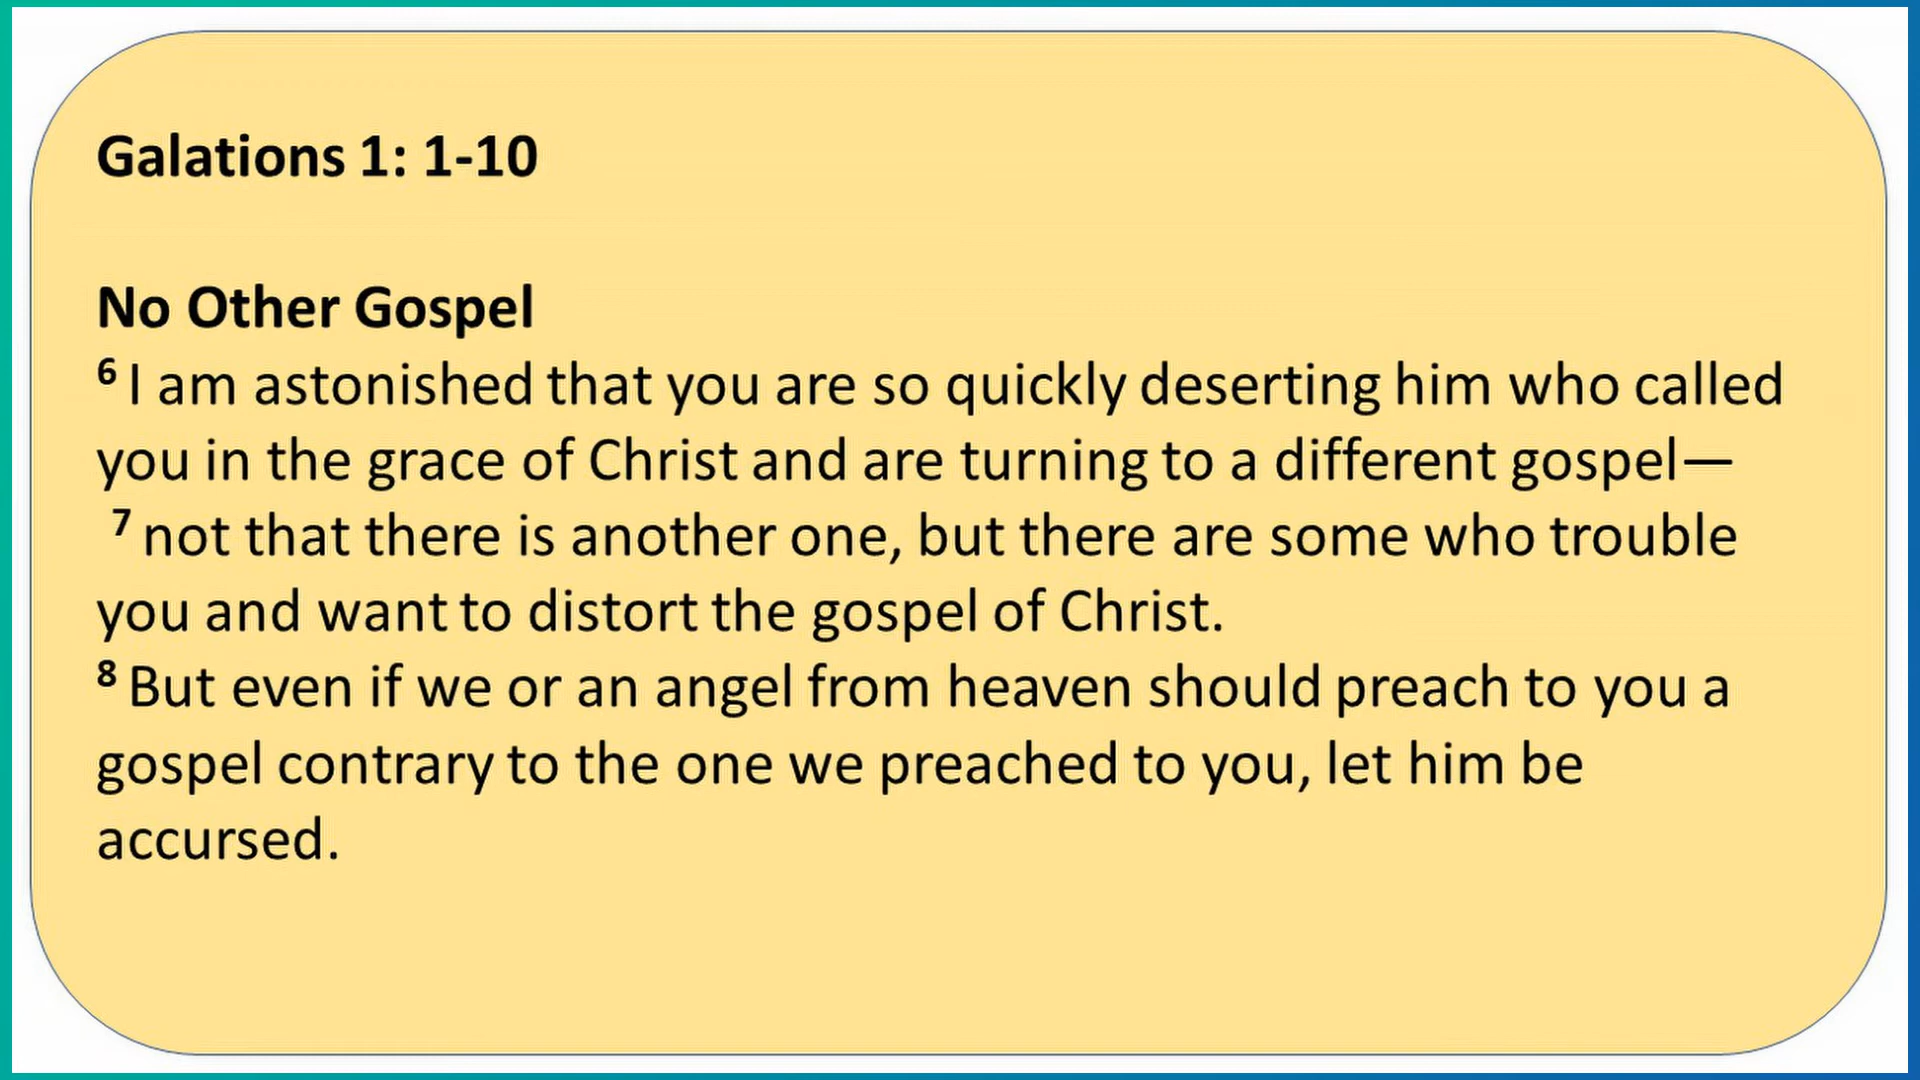 Galations 1: 1-10
No Other Gospel
6 I am astonished that you are so quickly deserting him who called
you in the grace of Christ and are turning to a different gospel—
7 not that there is another one, but there are some who trouble
you and want to distort the gospel of Christ.
8 But even if we or an angel from heaven should preach to you a
gospel contrary to the one we preached to you, let him be
accursed.